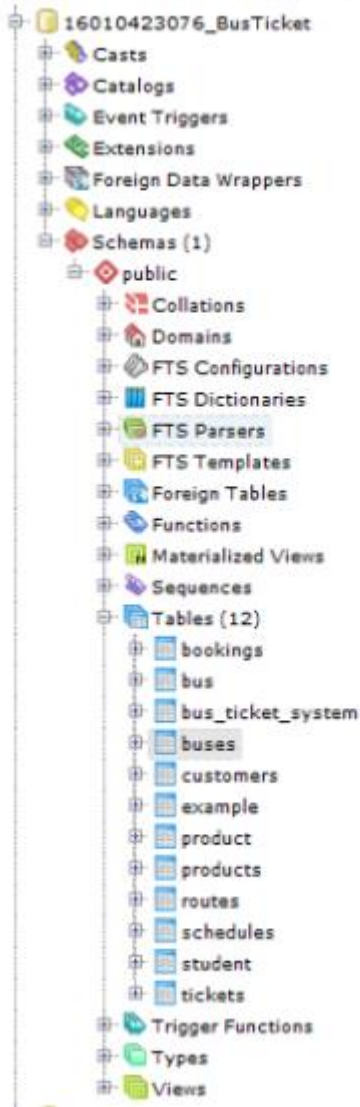 16010423076_BusTicket
Casts
Catalogs
Event Triggers
Extensions
Foreign Data Wrappers
Languages
Schemas (1)
public
Collations
Domains
FTS Configurations
FTS Dictionaries
FTS Parsers
FTS Templates
Foreign Tables
Functions
Materialized Views
Sequences
Tables (12)
bookings
bus
bus_ticket_system
buses
customers
example
product
products
routes
schedules
student
tickets
Trigger Functions
Types
Views